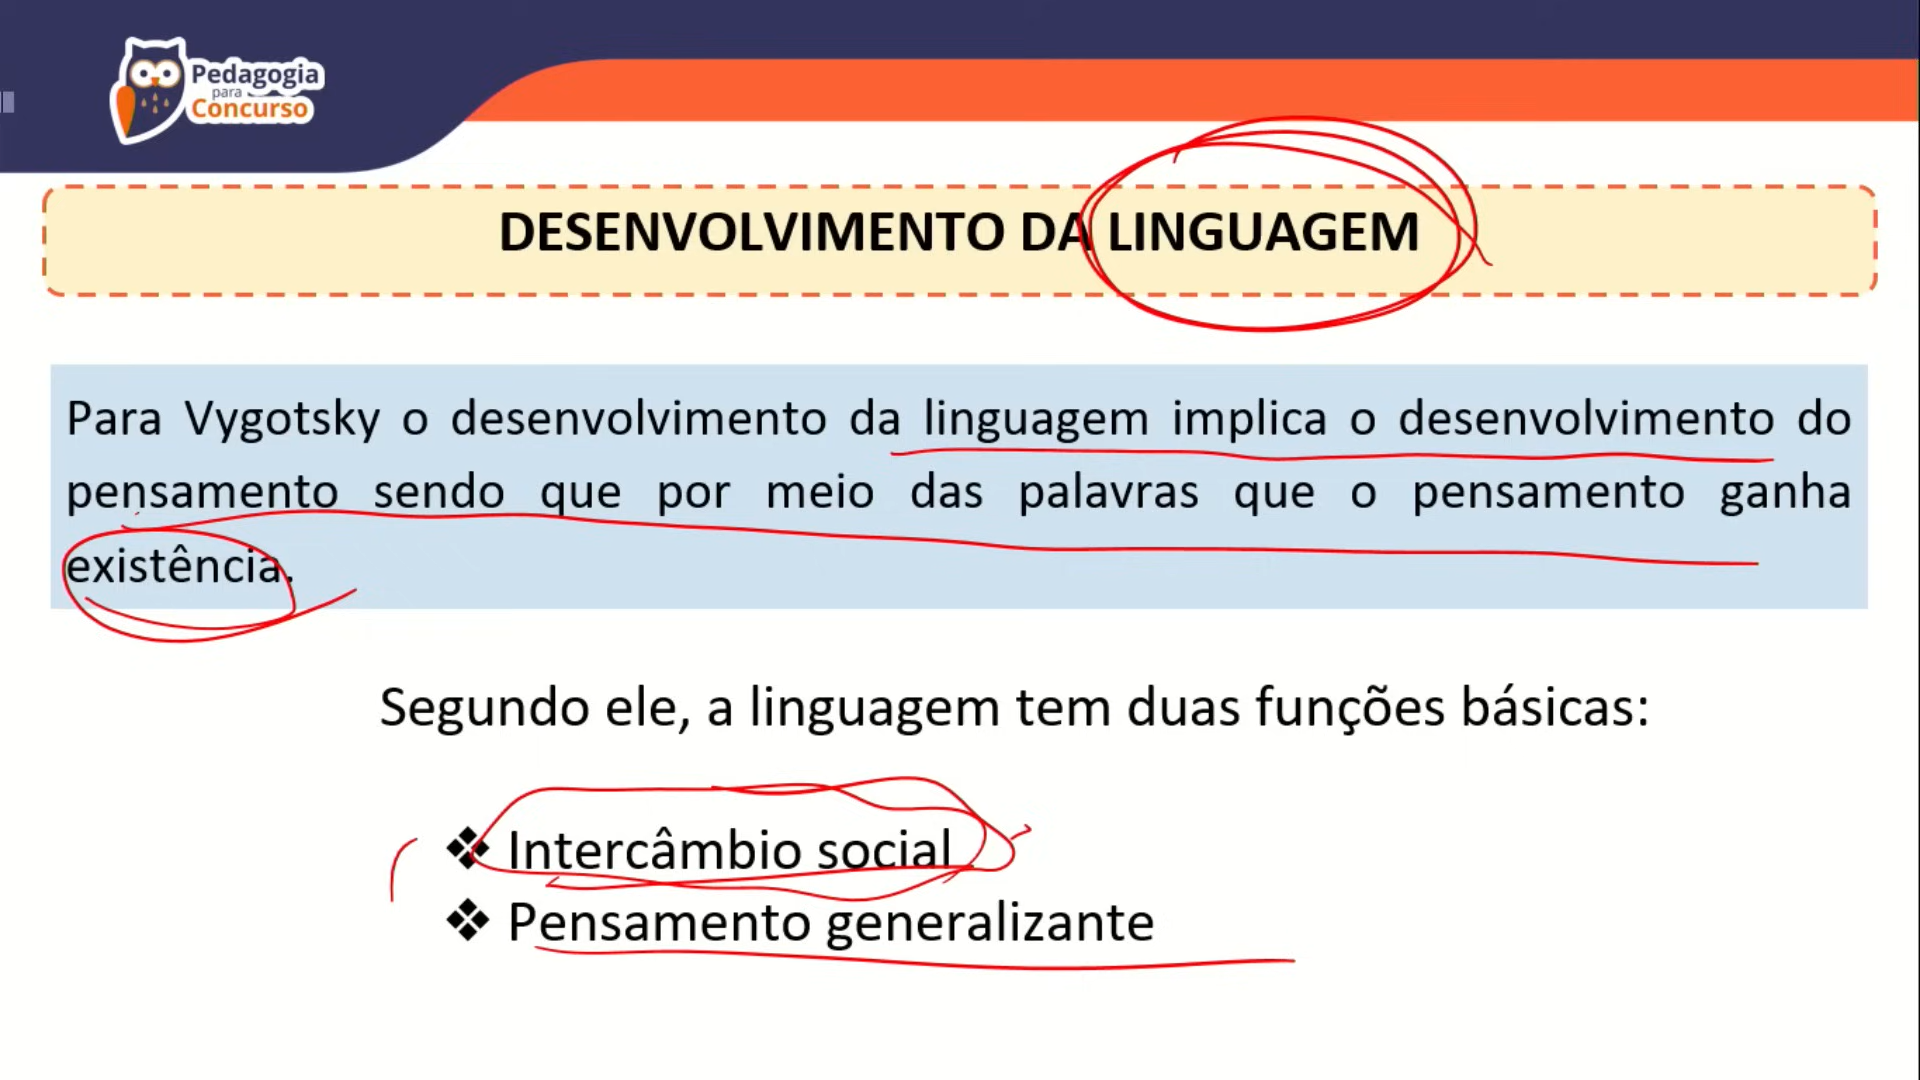 Pedagogia
para
Concurso
DESENVOLVIMENTO DA LINGUAGEM
Para Vygotsky o desenvolvimento da linguagem implica o desenvolvimento do
pensamento sendo que por meio das palavras que o pensamento ganha
existência.
Segundo ele, a linguagem tem duas funções básicas:
❖ Intercâmbio social
❖ Pensamento generalizante